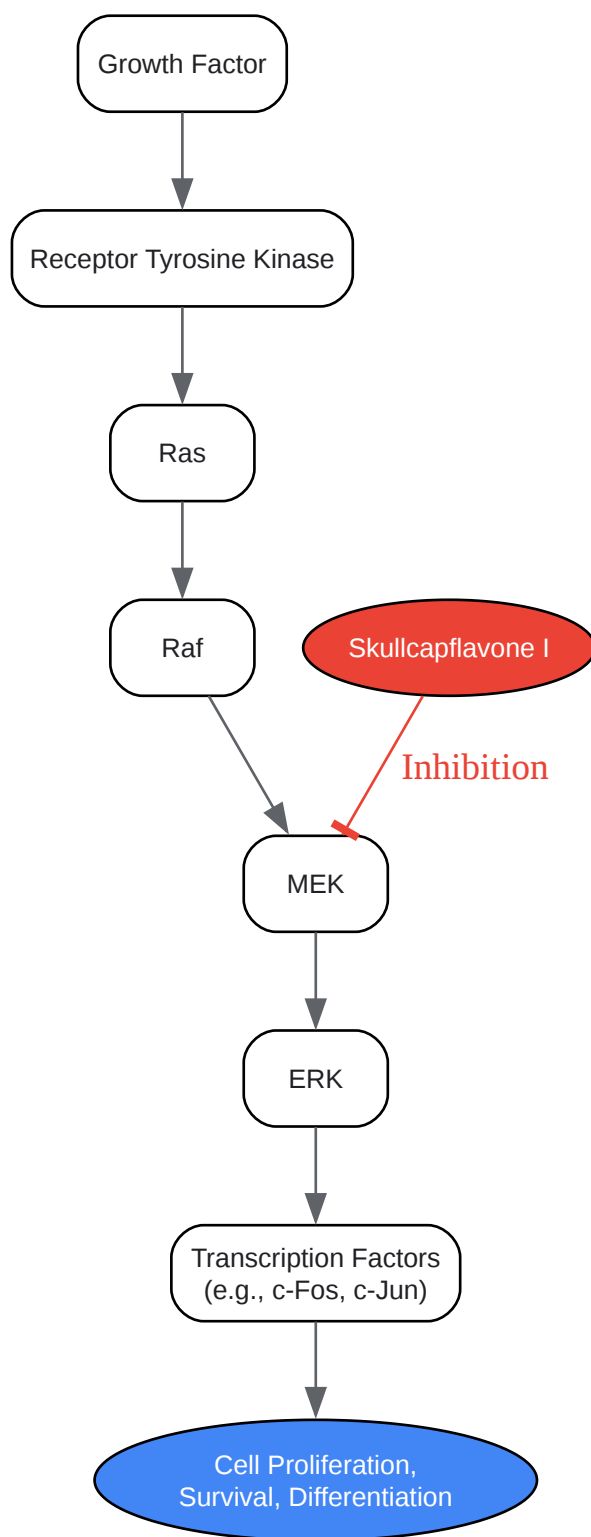 Growth Factor
Receptor Tyrosine Kinase
Ras
Raf
Skullcapflavone I
Inhibition
MEK
ERK
Transcription Factors
(e.g., c-Fos, c-Jun)
Cell Proliferation,
Survival, Differentiation